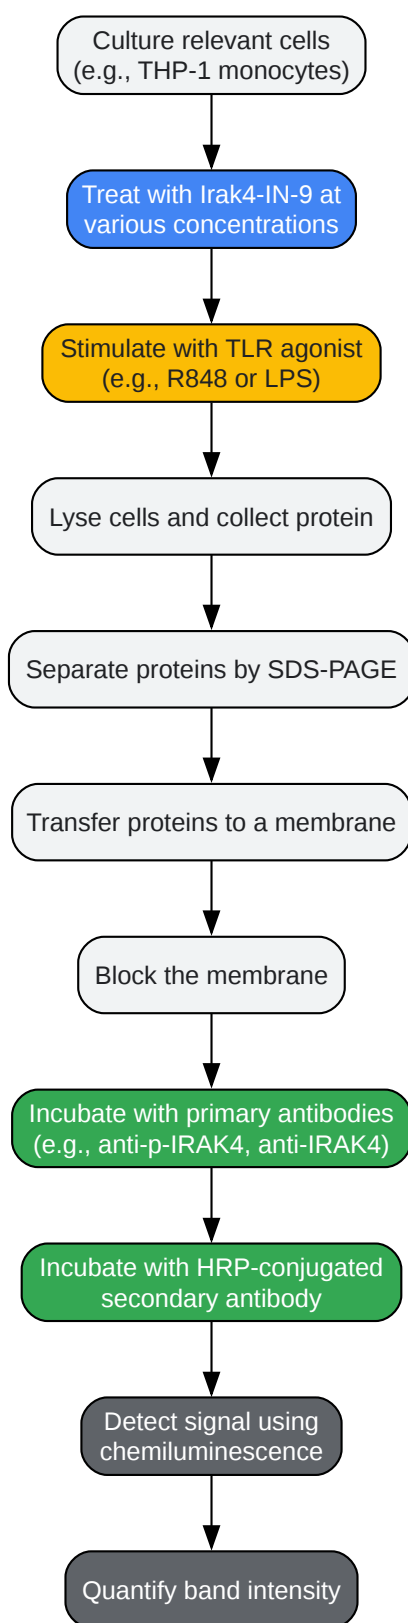 Culture relevant cells
(e.g., THP-1 monocytes)
Treat with Irak4-IN-9 at
various concentrations
Stimulate with TLR agonist
(e.g., R848 or LPS)
Lyse cells and collect protein
Separate proteins by SDS-PAGE
Transfer proteins to a membrane
Block the membrane
Incubate with primary antibodies
(e.g., anti-p-IRAK4, anti-IRAK4)
Incubate with HRP-conjugated
secondary antibody
Detect signal using
chemiluminescence
Quantify band intensity